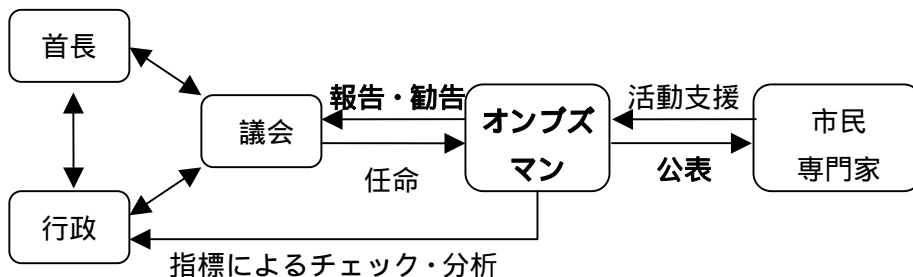 首長
報告・勧告
活動支援
議会
オンブズ
マン
市民
専門家
任命
公表
行政
指標によるチェック・分析